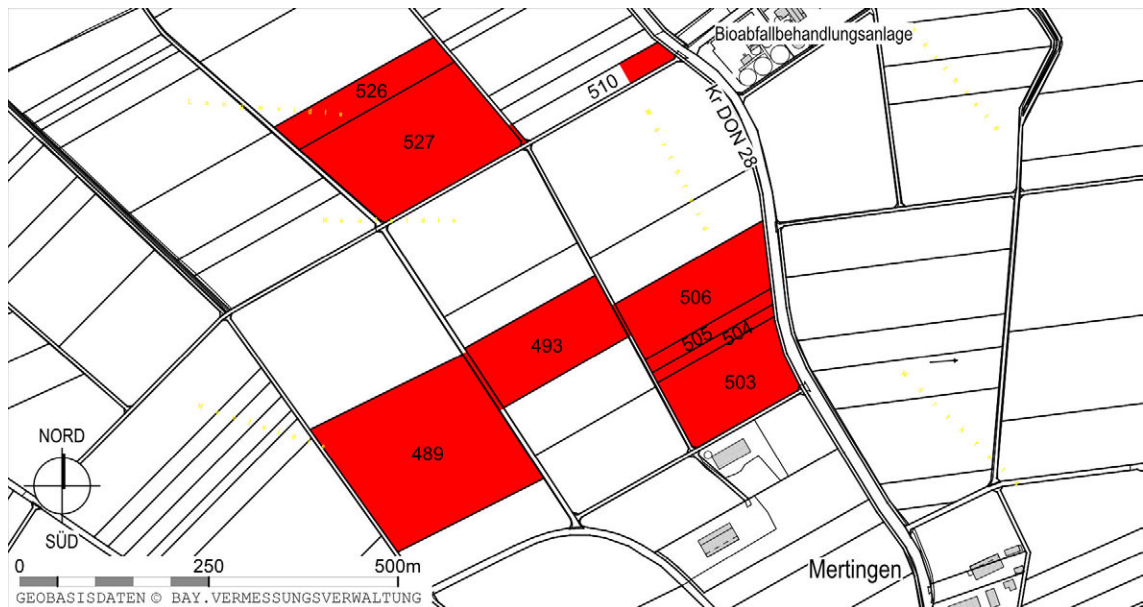 Bioabfallbehandlungsanlage
510
526
Kr DON 28
527
506
505
504
493
503
489
NORD
SÜD
Mertingen
0 250 500m
GEOBASISDATEN © BAY.VERMESSUNGSVERWALTUNG